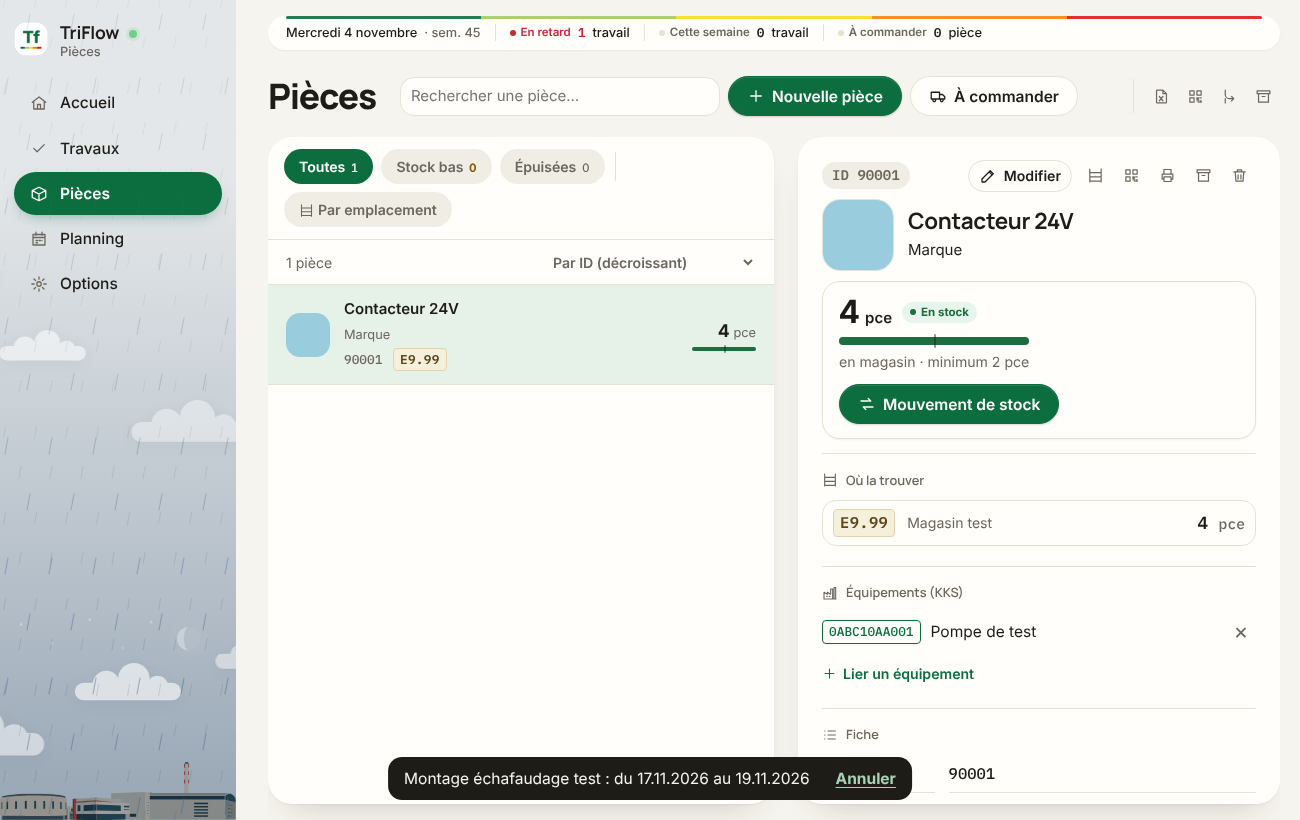 Tf
TriFlow
Pièces
Accueil
Travaux
Pièces
Planning
Options
Mercredi 4 novembre · sem. 45 En retard 1 travail Cette semaine 0 travail À commander 0 pièce
Pièces
Rechercher une pièce...
Nouvelle pièce
À commander
Toutes 1 Stock bas 0 Épuisées 0
Par emplacement
1 pièce Par ID (décroissant)
Contacteur 24V
Marque
90001 E9.99
4 pce
ID 90001 Modifier
Contacteur 24V
Marque
4 pce En stock
en magasin · minimum 2 pce
Mouvement de stock
Où la trouver
E9.99 Magasin test 4 pce
Équipements (KKS)
0ABC10AA001 Pompe de test
Lier un équipement
Fiche
90001
Montage échafaudage test : du 17.11.2026 au 19.11.2026 Annuler